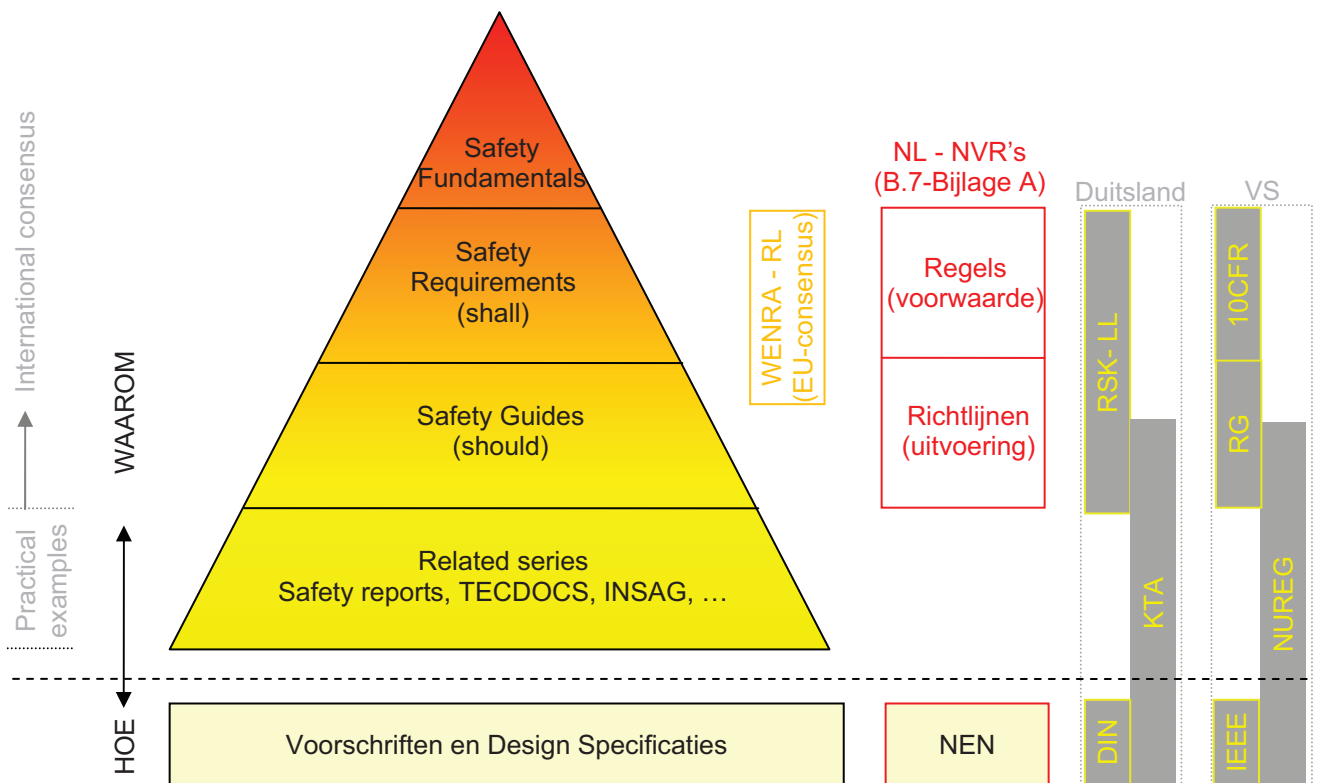 International consensus
Practical
examples
WAAROM
HOE
Safety
Fundamentals
Safety
Requirements
(shall)
Safety Guides
(should)
Related series
Safety reports, TECDOCS, INSAG, …
Voorschriften en Design Specificaties
WENRA - RL
(EU-consensus)
NL - NVR’s
(B.7-Bijlage A)
Regels
(voorwaarde)
Richtlijnen
(uitvoering)
NEN
Duitsland
RSK- LL
KTA
DIN
VS
10CFR
RG
NUREG
IEEE